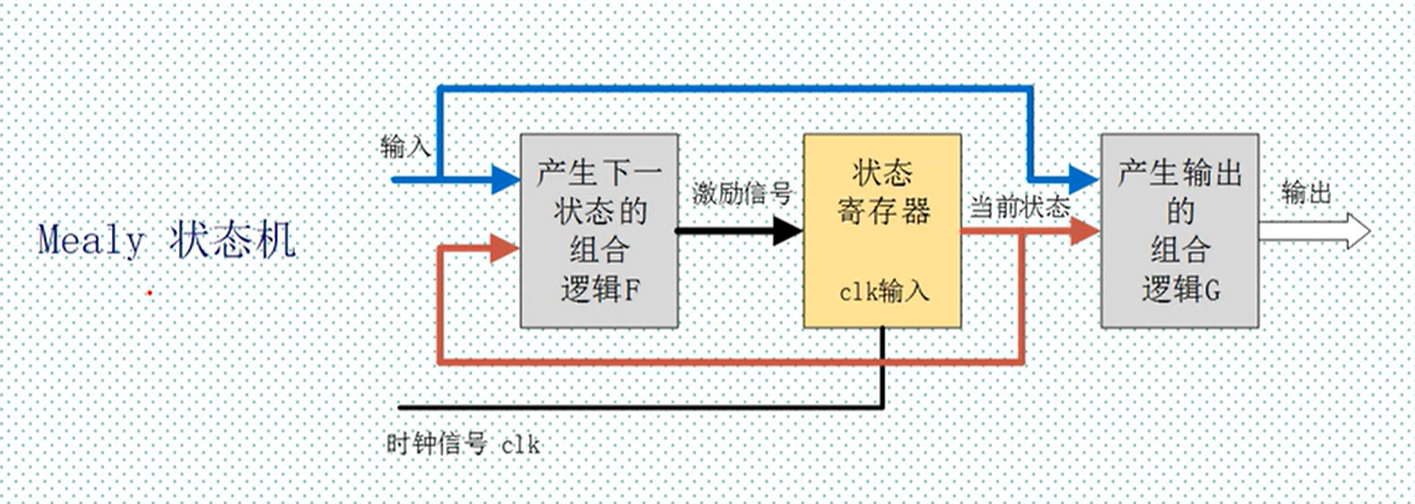 Mealy 状态机
输入
产生下一
状态的
组合
逻辑F
激励信号
状态
寄存器
clk输入
当前状态
产生输出
的
组合
逻辑G
输出
时钟信号 clk